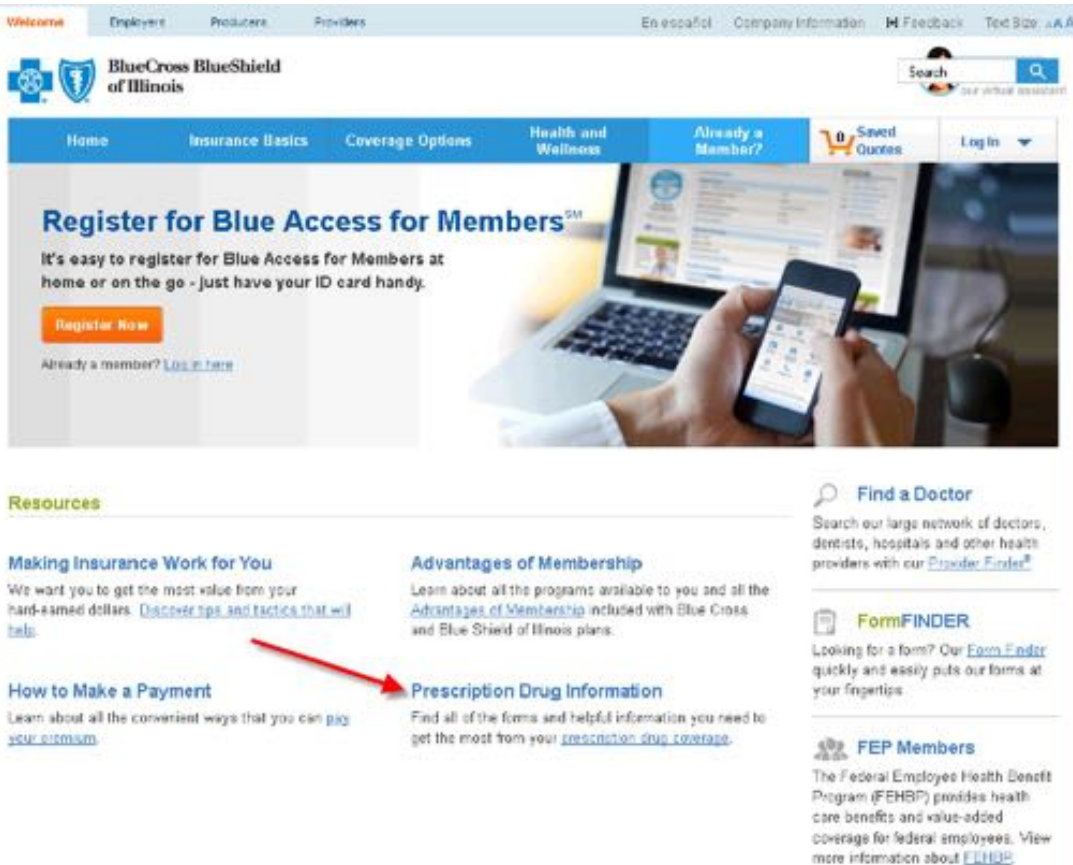 Welcome Employers Producers Providers En español Company Information Feedback Text Size A A A
BlueCross BlueShield
of Illinois
Search
our virtual assistant
Home Insurance Basics Coverage Options Health and Wellness Already a Member? 0 Saved Quotes Log In
Register for Blue Access for Members℠
It's easy to register for Blue Access for Members at
home or on the go - just have your ID card handy.
Register Now
Already a member? Log in here
Resources
Making Insurance Work for You
We want you to get the most value from your
hard-earned dollars. Discover tips and tactics that will
help.
Advantages of Membership
Learn about all the programs available to you and all the
Advantages of Membership included with Blue Cross
and Blue Shield of Illinois plans.
How to Make a Payment
Learn about all the convenient ways that you can pay
your premium.
Prescription Drug Information
Find all of the forms and helpful information you need to
get the most from your prescription drug coverage.
Find a Doctor
Search our large network of doctors,
dentists, hospitals and other health
providers with our Provider Finder®
FormFINDER
Looking for a form? Our Form Finder
quickly and easily puts our forms at
your fingertips
FEP Members
The Federal Employee Health Benefit
Program (FEHBP) provides health
care benefits and value-added
coverage for federal employees. View
more information about FEHBP